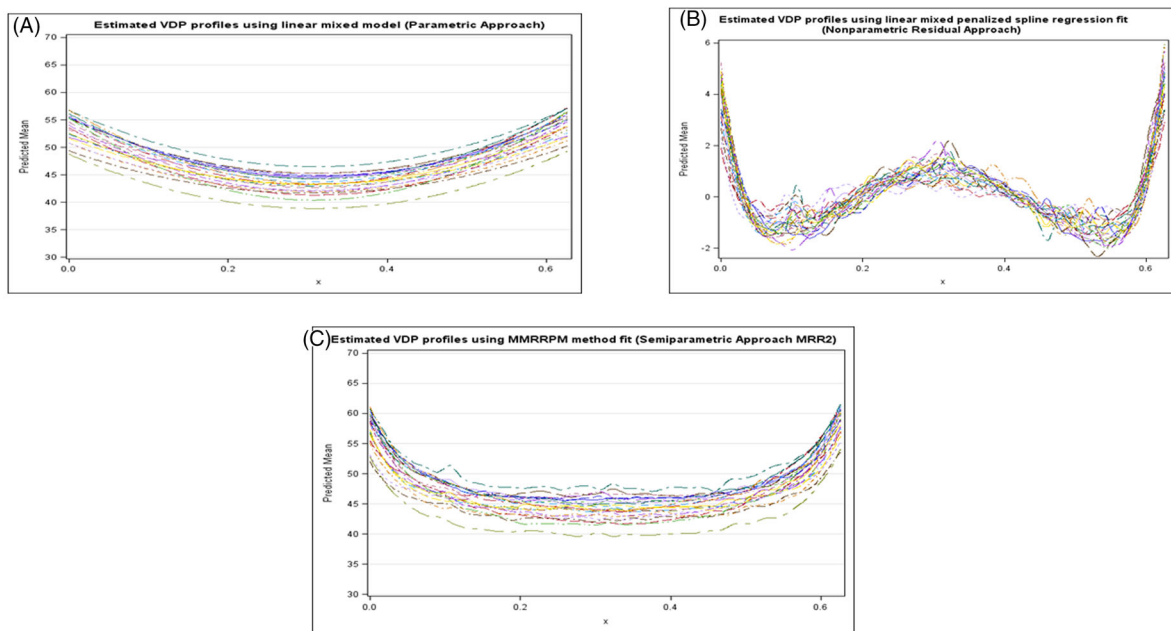 (A)
Estimated VDP profiles using linear mixed model (Parametric Approach)
70
65
60
55
50
45
40
35
30
Predicted Mean
0.0
0.2
0.4
0.6
x
(B)
Estimated VDP profiles using linear mixed penalized spline regression fit
(Nonparametric Residual Approach)
6
4
2
0
-2
Predicted Mean
0.0
0.2
0.4
0.6
x
(C)
Estimated VDP profiles using MMRRPM method fit (Semiparametric Approach MRR2)
70
65
60
55
50
45
40
35
30
Predicted Mean
0.0
0.2
0.4
0.6
x